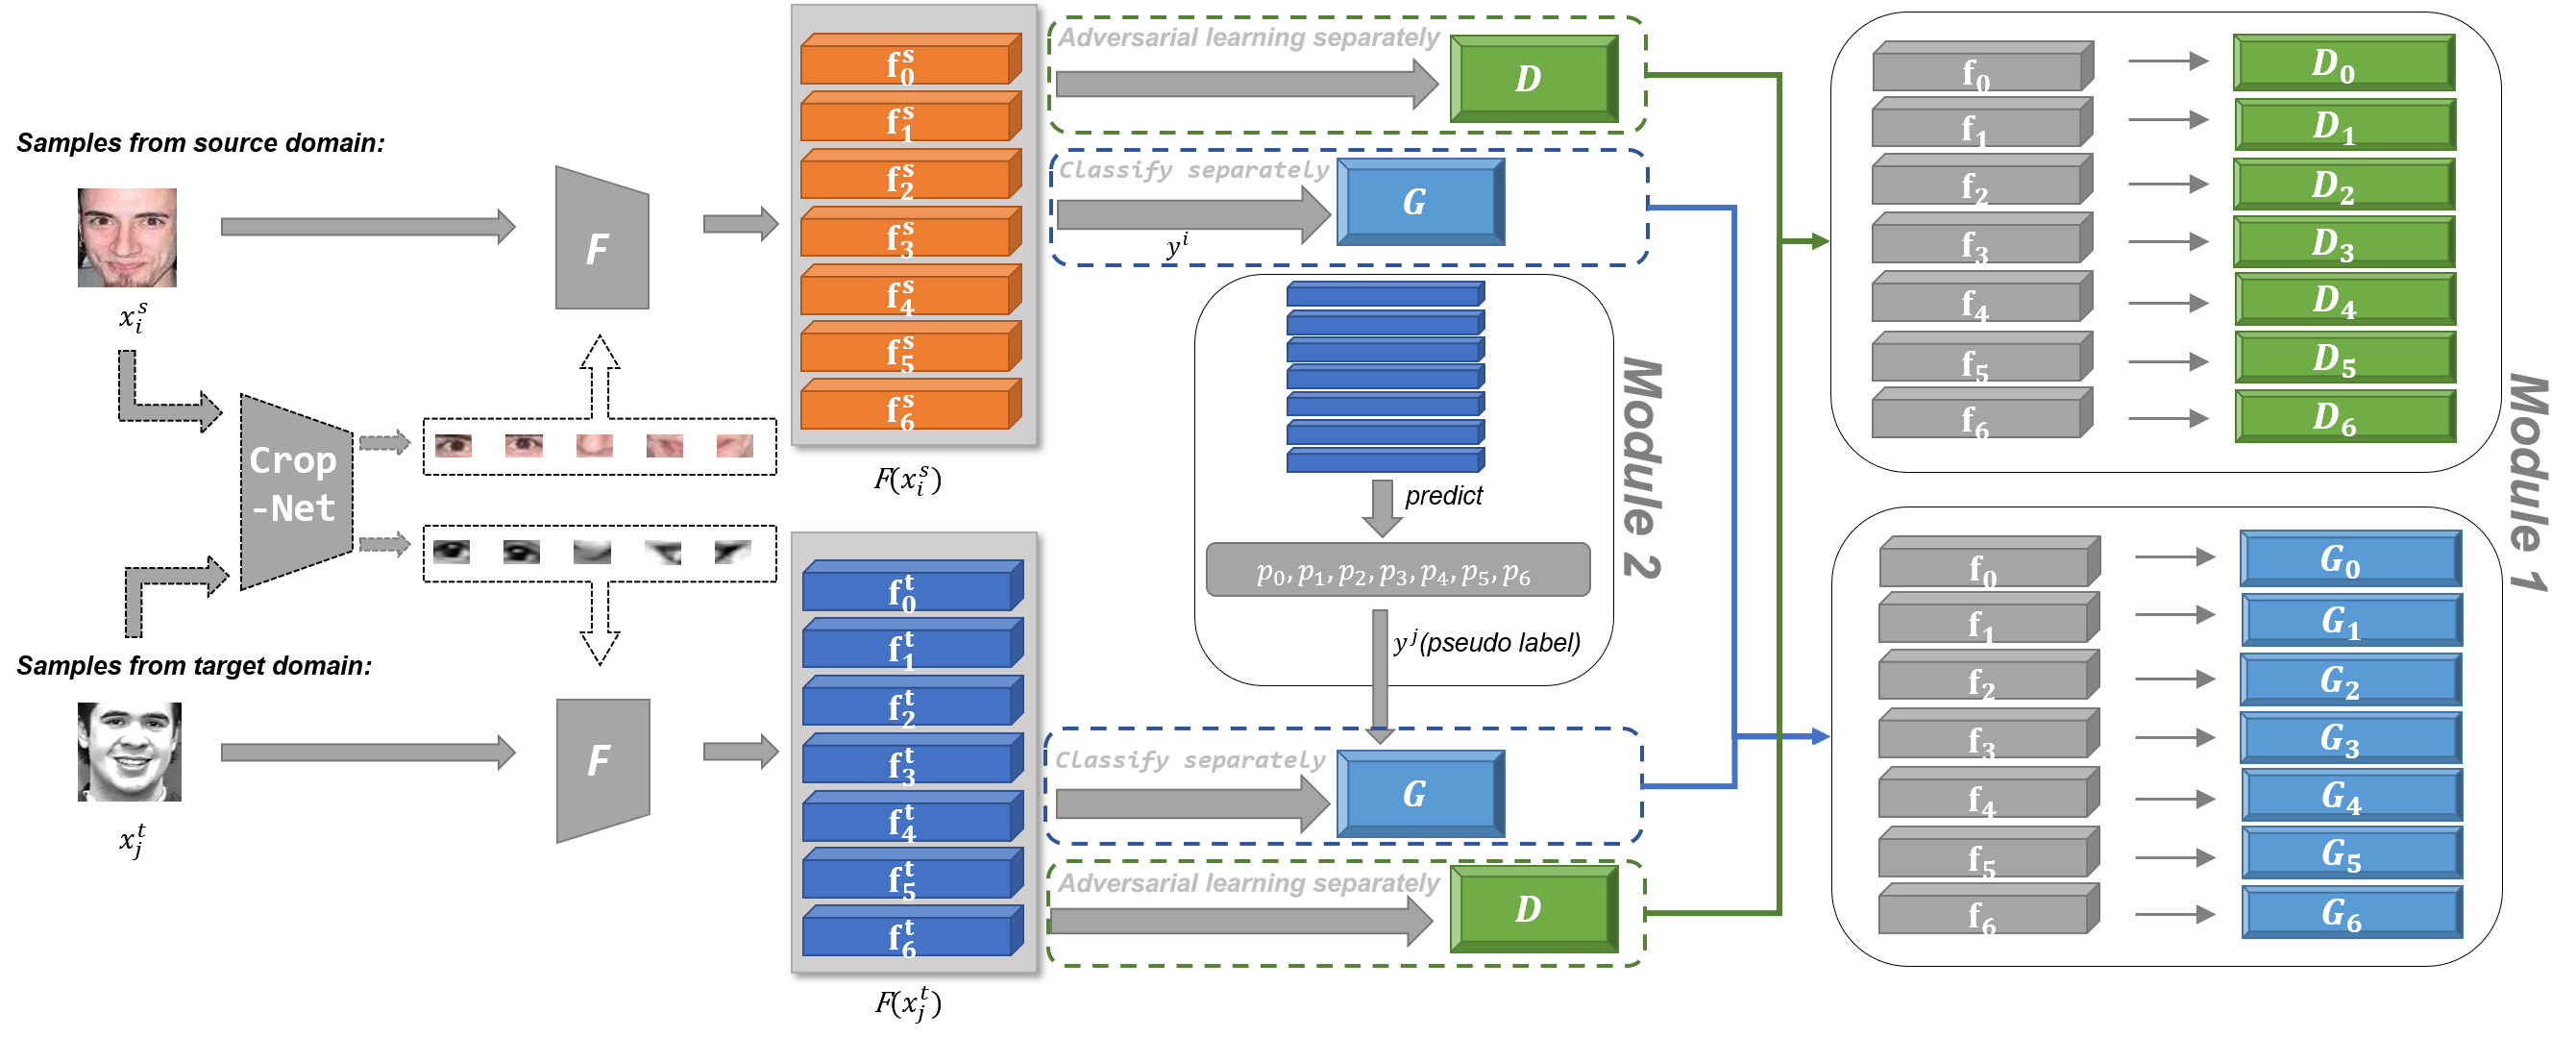 Samples from source domain:
x_i^s
F
Crop
-Net
Samples from target domain:
x_j^t
F
f_0^s
f_1^s
f_2^s
f_3^s
f_4^s
f_5^s
f_6^s
F(x_i^s)
f_0^t
f_1^t
f_2^t
f_3^t
f_4^t
f_5^t
f_6^t
F(x_j^t)
Adversarial learning separately
D
Classify separately
G
y^i
predict
p_0, p_1, p_2, p_3, p_4, p_5, p_6
y^j(pseudo label)
Module 2
Classify separately
G
Adversarial learning separately
D
f_0 D_0
f_1 D_1
f_2 D_2
f_3 D_3
f_4 D_4
f_5 D_5
f_6 D_6
Module 1
f_0 G_0
f_1 G_1
f_2 G_2
f_3 G_3
f_4 G_4
f_5 G_5
f_6 G_6